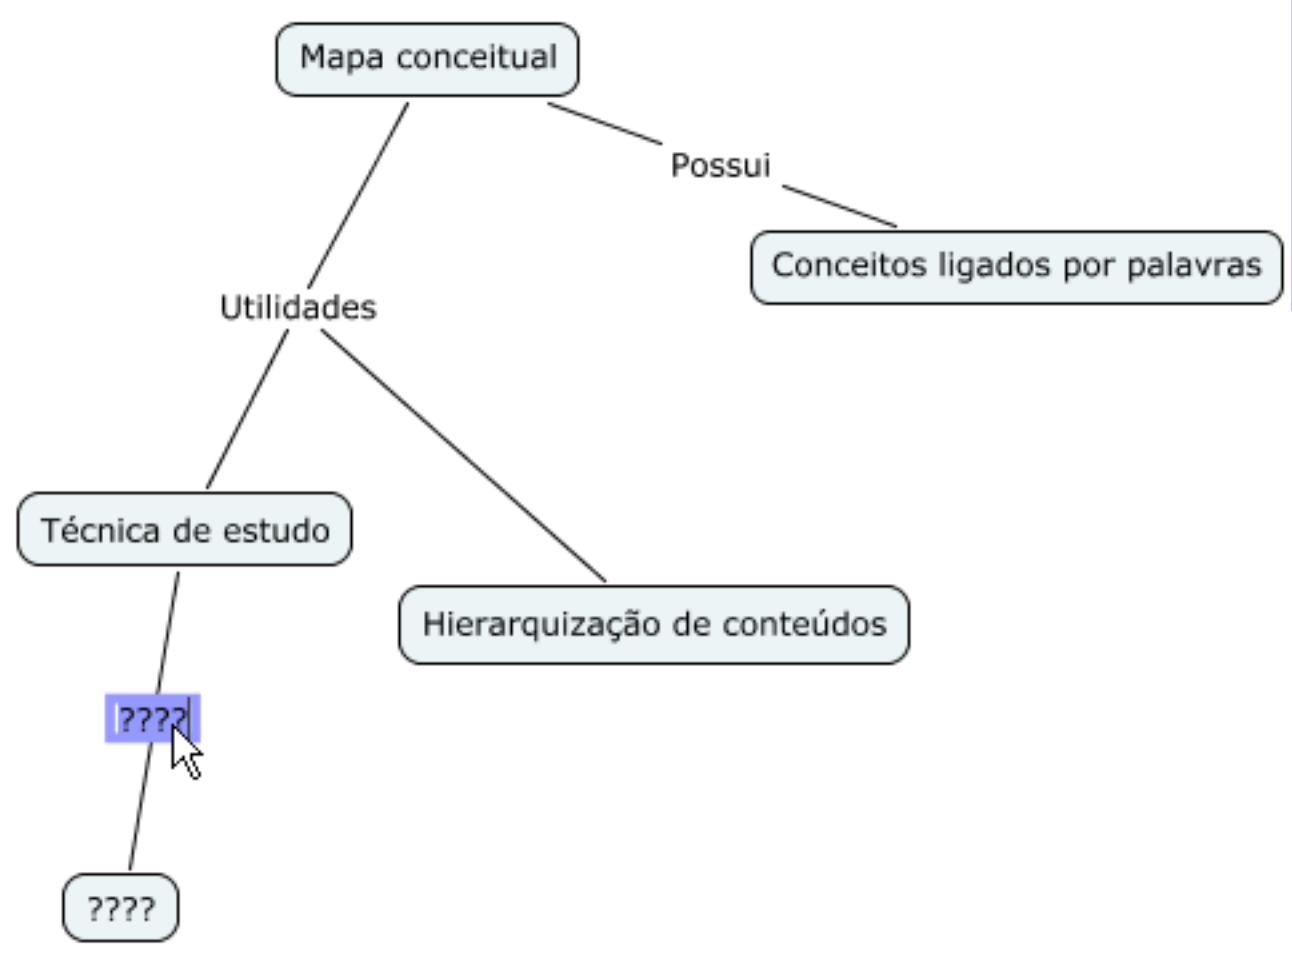 Mapa conceitual
Possui
Conceitos ligados por palavras
Utilidades
Técnica de estudo
Hierarquização de conteúdos
????
????